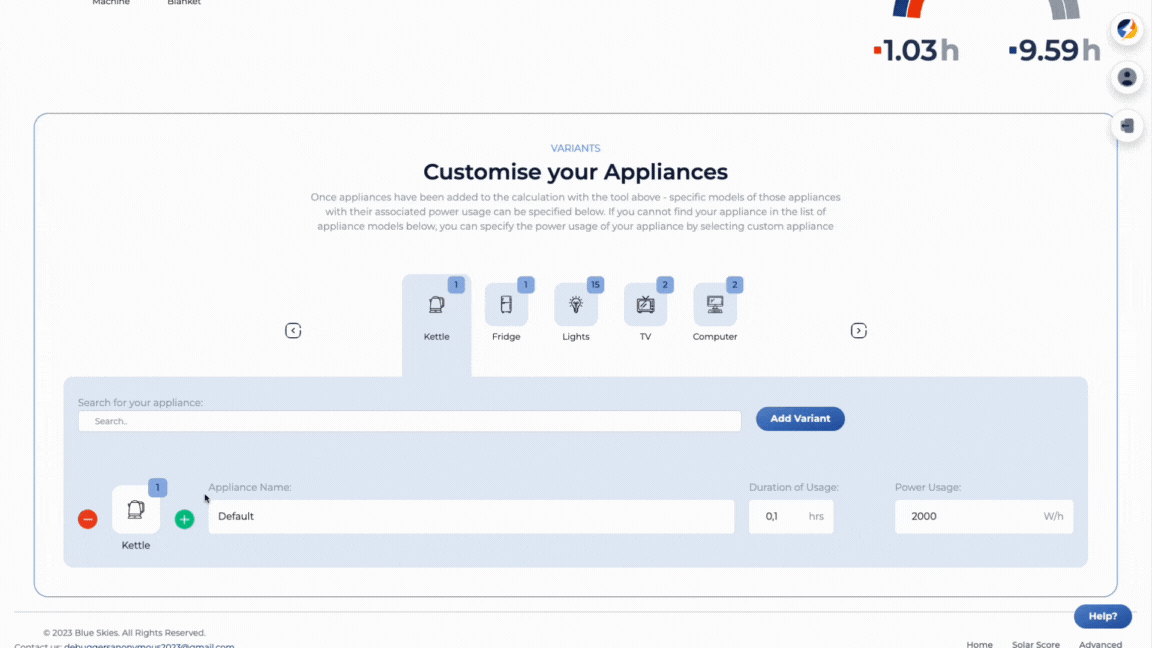 Machine
Blanket
1.03h
9.59h
VARIANTS
Customise your Appliances
Once appliances have been added to the calculation with the tool above - specific models of those appliances
with their associated power usage can be specified below. If you cannot find your appliance in the list of
appliance models below, you can specify the power usage of your appliance by selecting custom appliance
1
1
15
2
2
Kettle
Fridge
Lights
TV
Computer
Search for your appliance:
Search..
Add Variant
1
Kettle
Appliance Name:
Default
Duration of Usage:
0,1 hrs
Power Usage:
2000 W/h
Help?
© 2023 Blue Skies. All Rights Reserved.
Contact us: debuggersanonymous2023@gmail.com
Home
Solar Score
Advanced